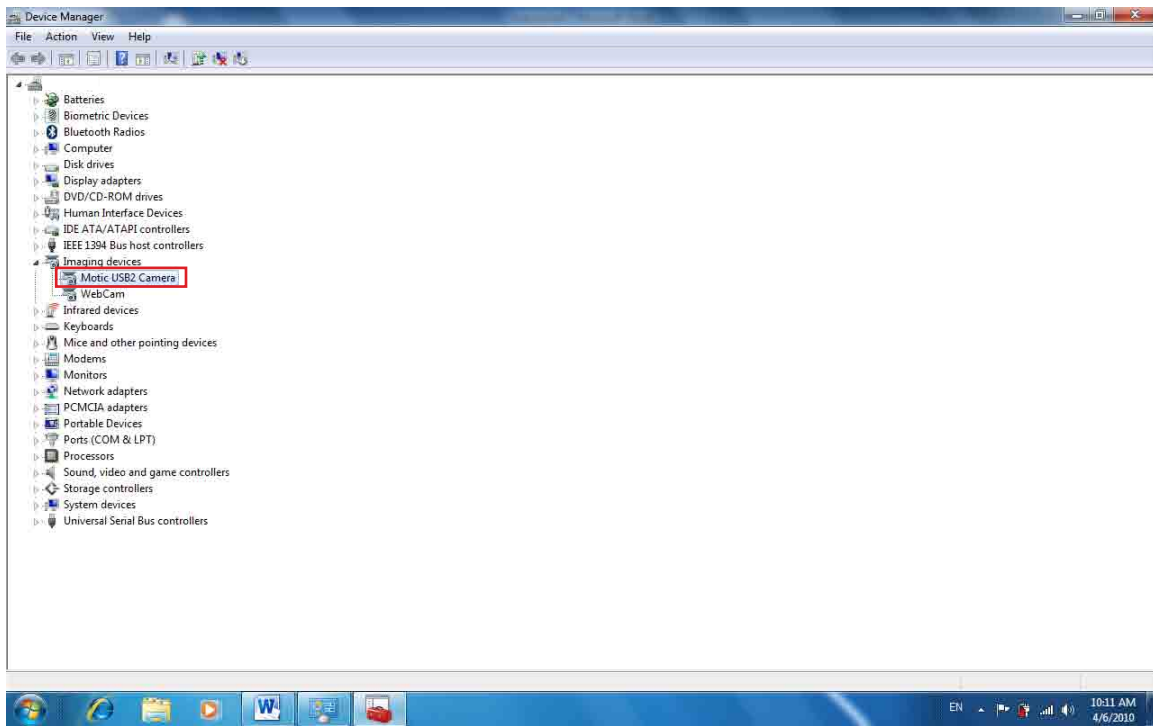 Device Manager
File Action View Help
Batteries
Biometric Devices
Bluetooth Radios
Computer
Disk drives
Display adapters
DVD/CD-ROM drives
Human Interface Devices
IDE ATA/ATAPI controllers
IEEE 1394 Bus host controllers
Imaging devices
Motic USB2 Camera
WebCam
Infrared devices
Keyboards
Mice and other pointing devices
Modems
Monitors
Network adapters
PCMCIA adapters
Portable Devices
Ports (COM & LPT)
Processors
Sound, video and game controllers
Storage controllers
System devices
Universal Serial Bus controllers
W
EN
10:11 AM
4/6/2010